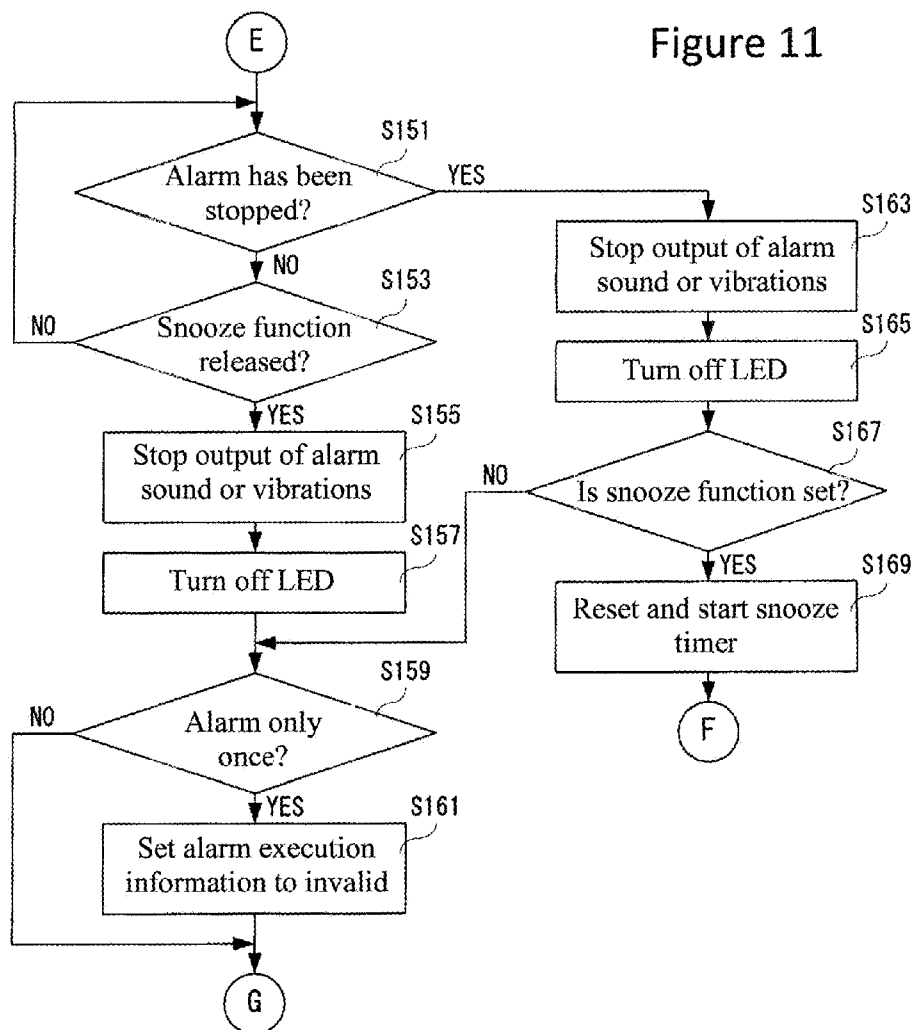 Figure 11
E
S151
Alarm has been
stopped?
YES
NO
S153
Snooze function
released?
NO
YES
S155
Stop output of alarm
sound or vibrations
S157
Turn off LED
S159
Alarm only
once?
NO
YES
S161
Set alarm execution
information to invalid
G
S163
Stop output of alarm
sound or vibrations
S165
Turn off LED
S167
Is snooze function set?
NO
YES
S169
Reset and start snooze
timer
F